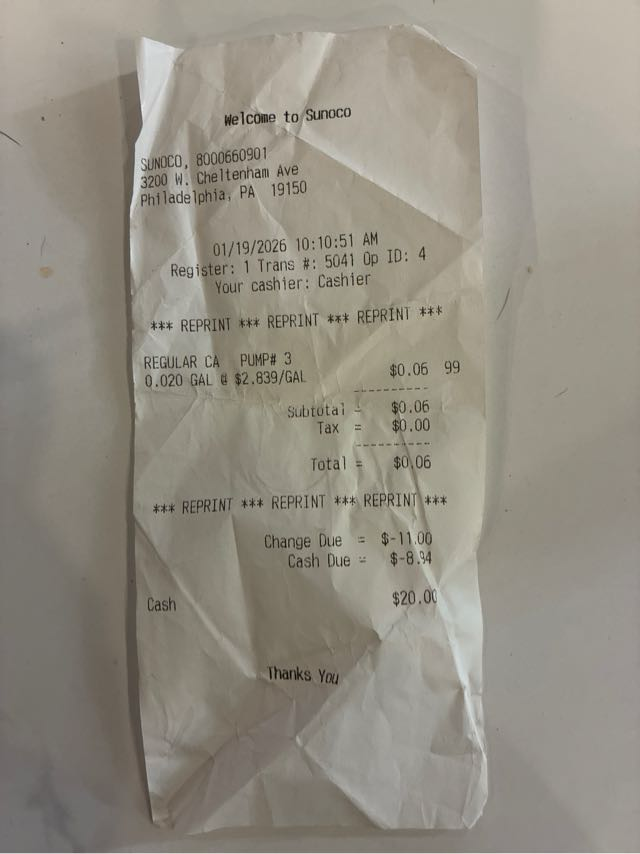 Welcome to Sunoco
SUNOCO, 8000660901
3200 W. Cheltenham Ave
Philadelphia, PA 19150
01/19/2026 10:10:51 AM
Register: 1 Trans #: 5041 Op ID: 4
Your cashier: Cashier
*** REPRINT *** REPRINT *** REPRINT ***
REGULAR CA PUMP# 3
0.020 GAL @ $2.839/GAL $0.06 99
----------
Subtotal = $0.06
Tax = $0.00
----------
Total = $0.06
*** REPRINT *** REPRINT *** REPRINT ***
Change Due = $-11.00
Cash Due = $-8.94
Cash $20.00
Thanks You